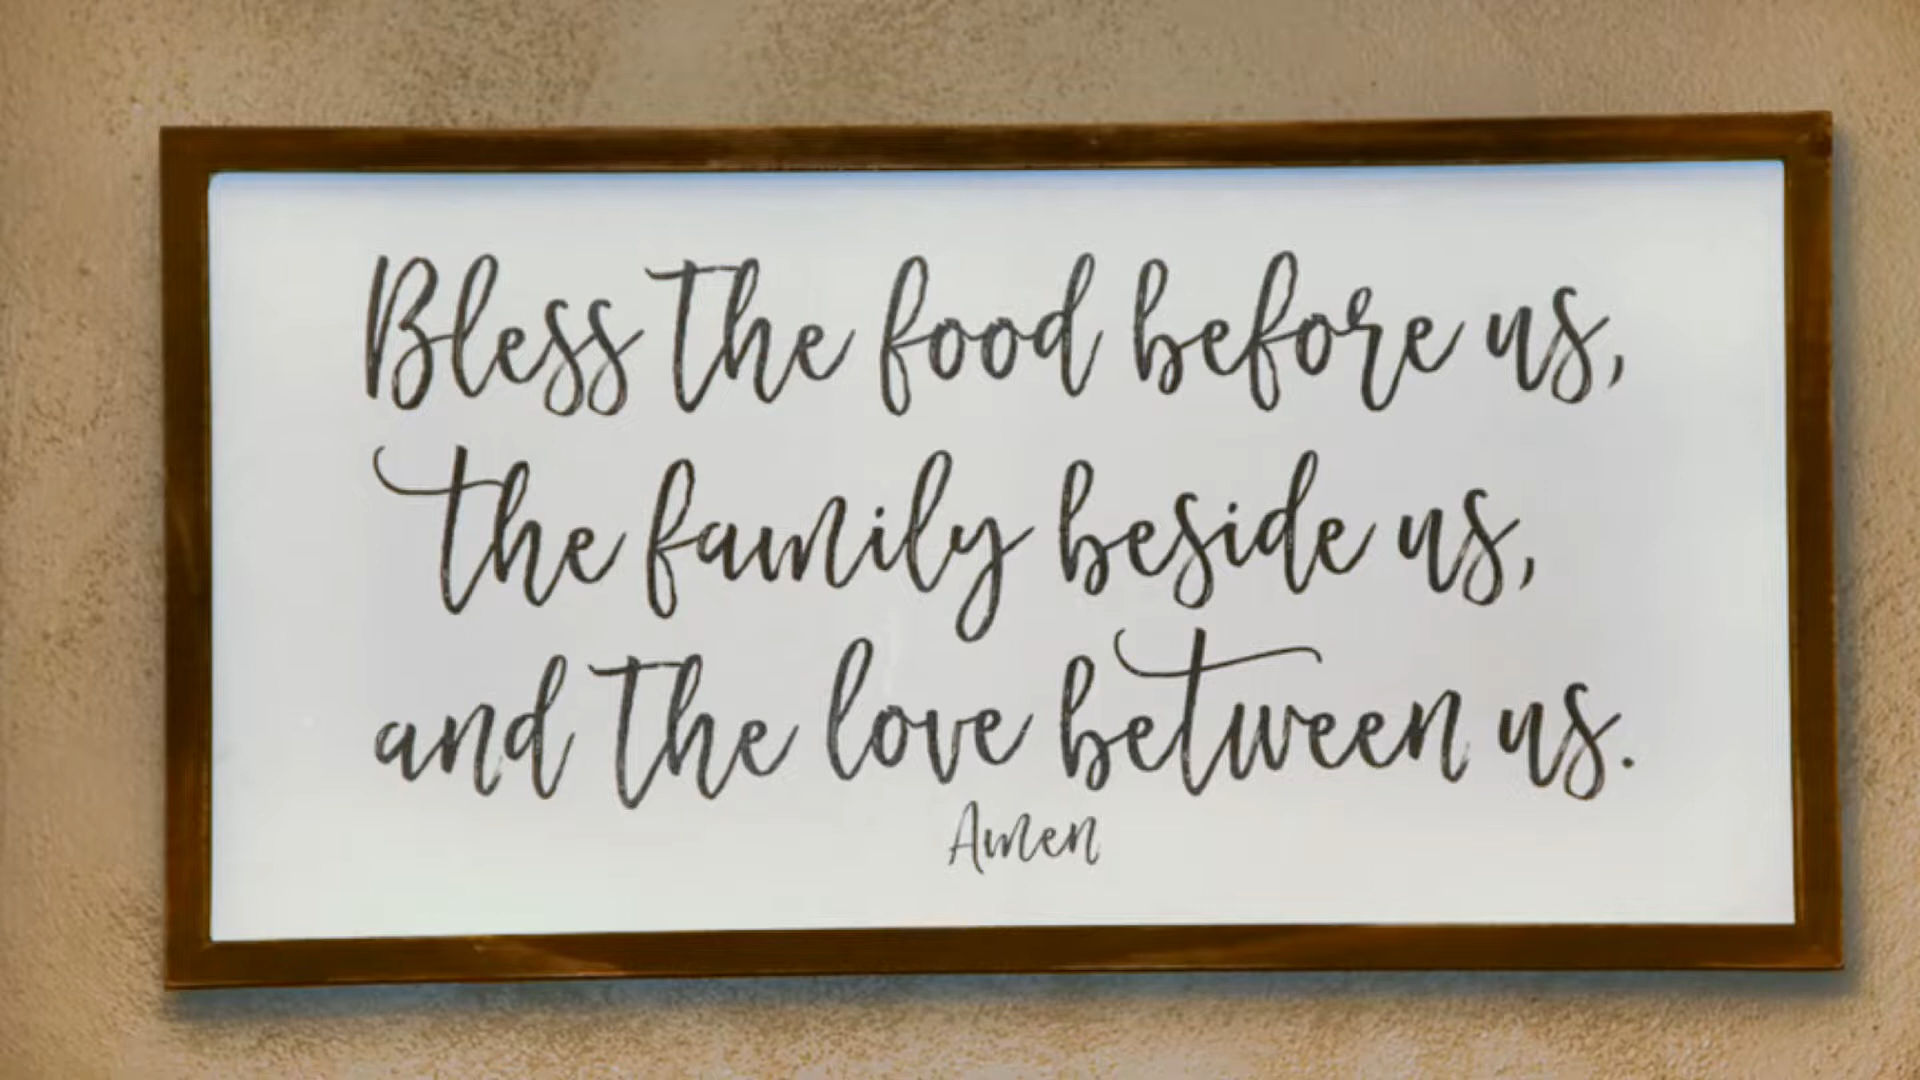 Bless the food before us,
the family beside us,
and the love between us.
Amen